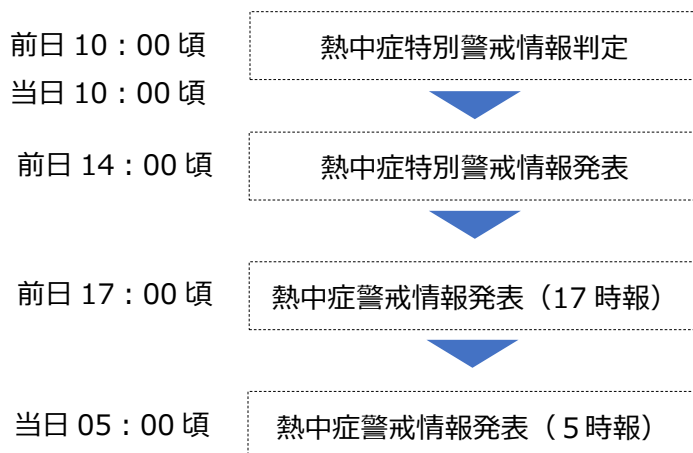 前日 10：00 頃 熱中症特別警戒情報判定
当日 10：00 頃
前日 14：00 頃 熱中症特別警戒情報発表
前日 17：00 頃 熱中症警戒情報発表（17 時報）
当日 05：00 頃 熱中症警戒情報発表（５時報）